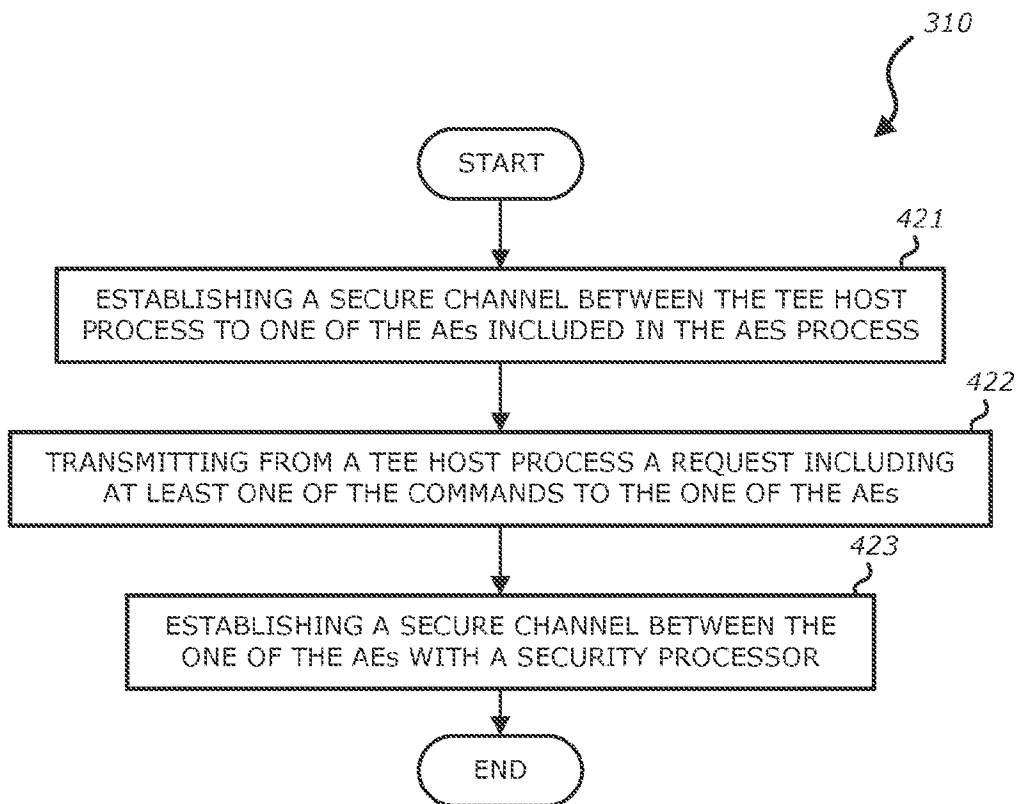 310
START
421
ESTABLISHING A SECURE CHANNEL BETWEEN THE TEE HOST
PROCESS TO ONE OF THE AEs INCLUDED IN THE AES PROCESS
422
TRANSMITTING FROM A TEE HOST PROCESS A REQUEST INCLUDING
AT LEAST ONE OF THE COMMANDS TO THE ONE OF THE AEs
423
ESTABLISHING A SECURE CHANNEL BETWEEN THE
ONE OF THE AEs WITH A SECURITY PROCESSOR
END